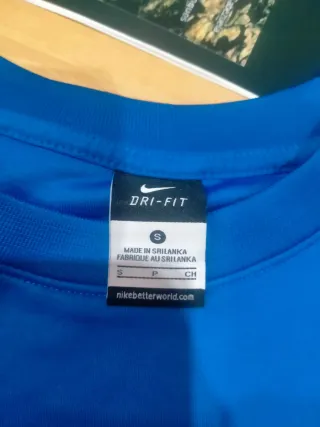 DRI-FIT
S
MADE IN SRI LANKA
FABRIQUE AU SRI LANKA
S P CH
nikebetterworld.com